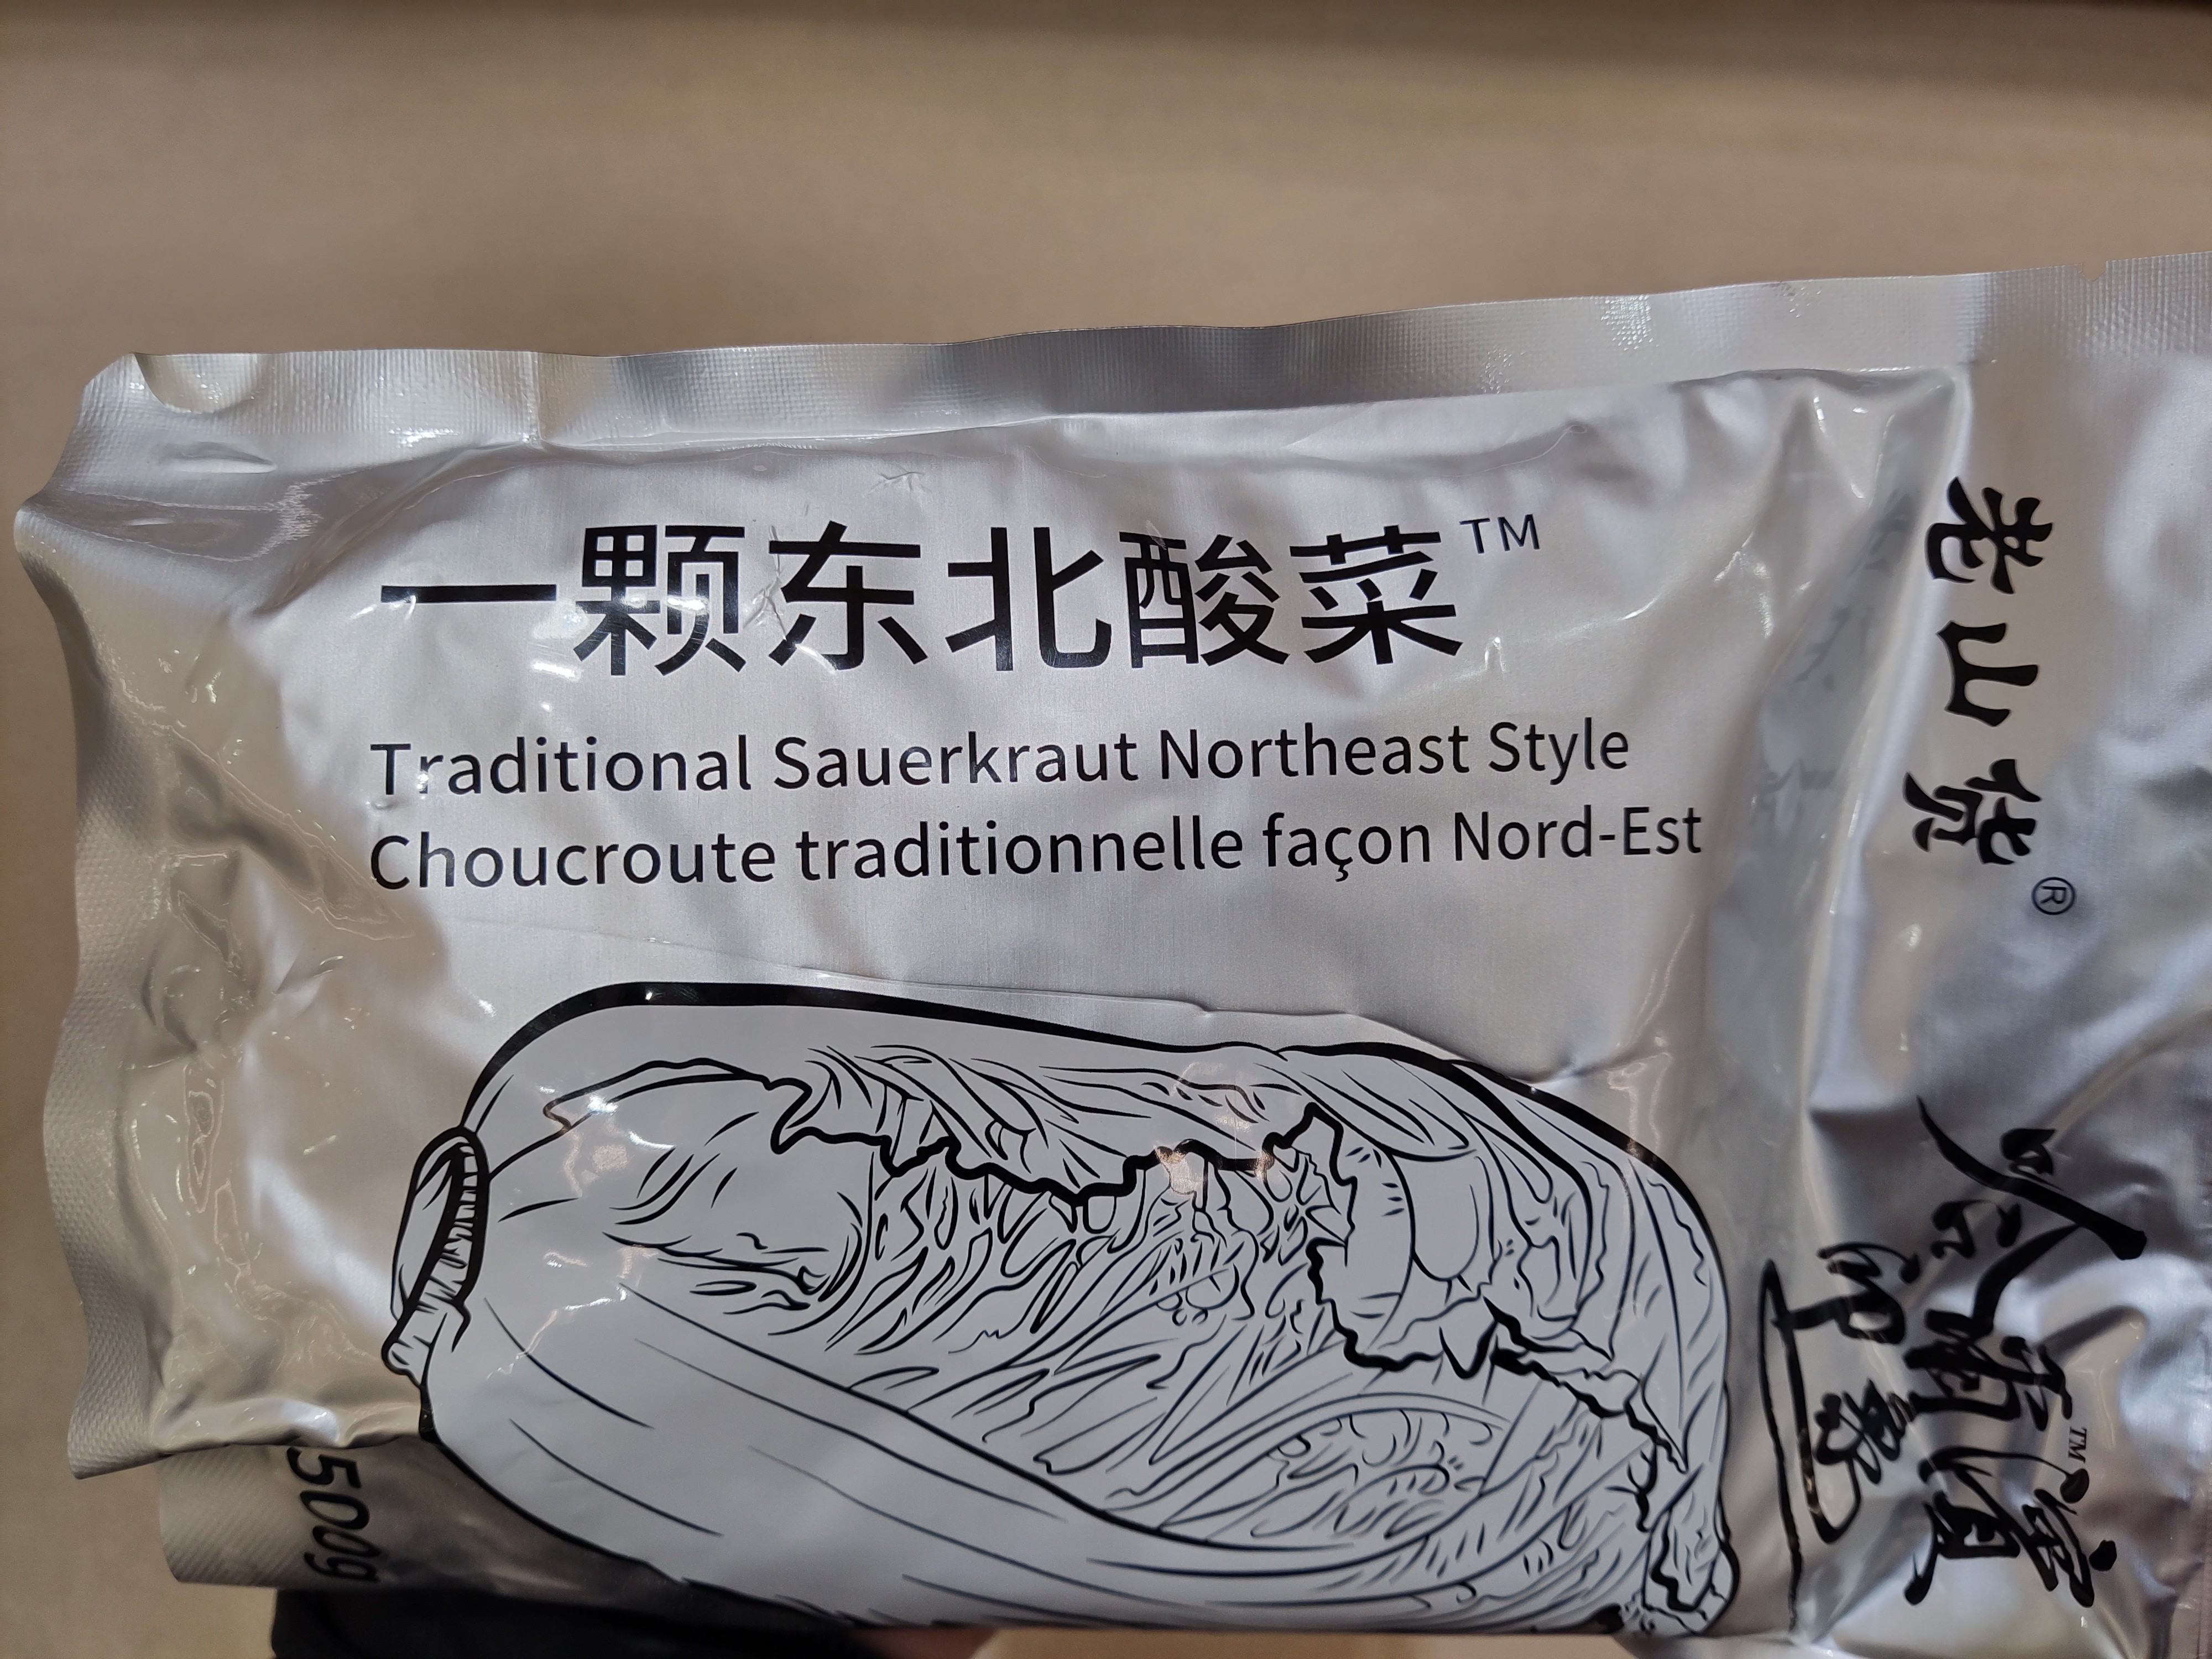 一颗东北酸菜™
Traditional Sauerkraut Northeast Style
Choucroute traditionnelle façon Nord-Est
老山货®
500g